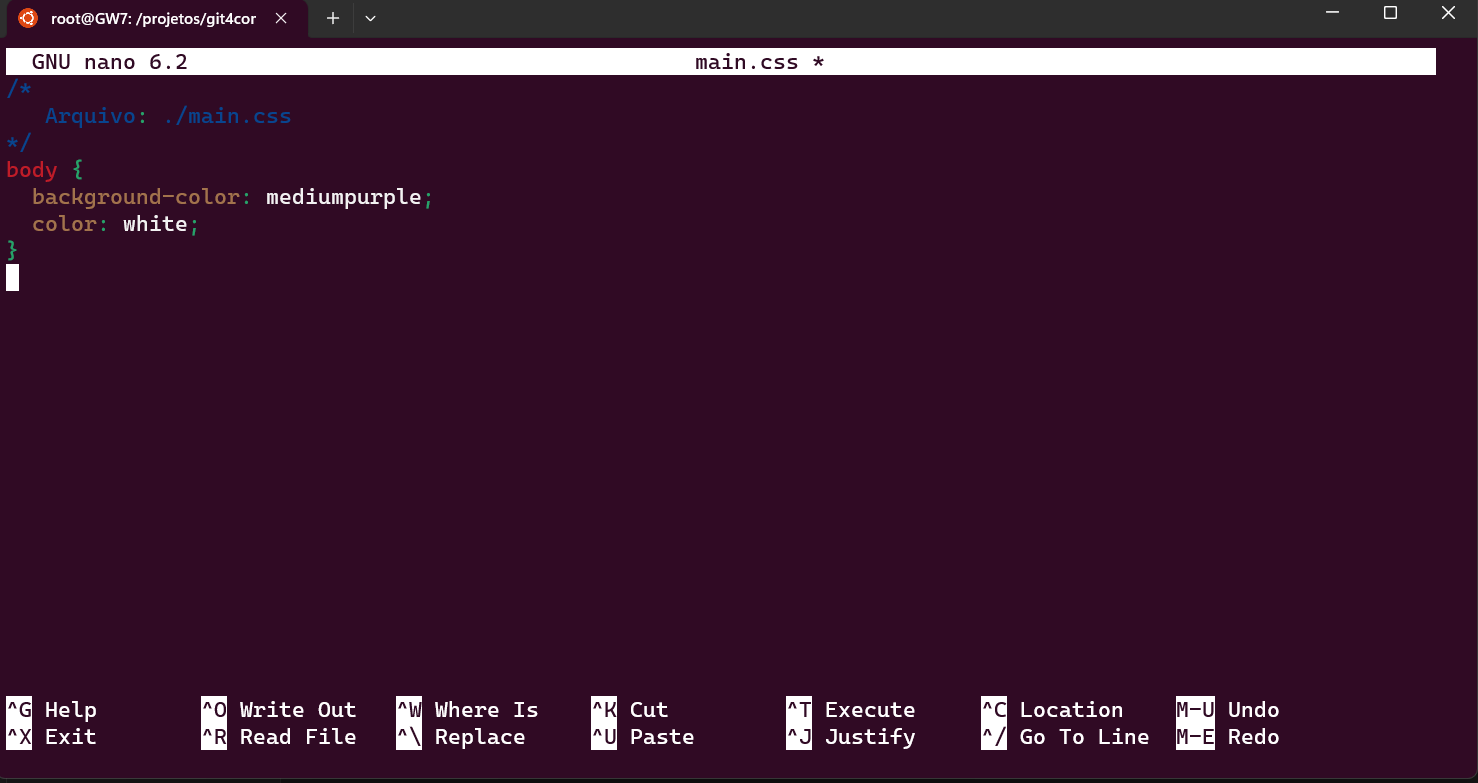 root@GW7: /projetos/git4cor
GNU nano 6.2 main.css *
/*
   Arquivo: ./main.css
*/
body {
  background-color: mediumpurple;
  color: white;
}
^G Help ^O Write Out ^W Where Is ^K Cut ^T Execute ^C Location M-U Undo
^X Exit ^R Read File ^\ Replace ^U Paste ^J Justify ^/ Go To Line M-E Redo